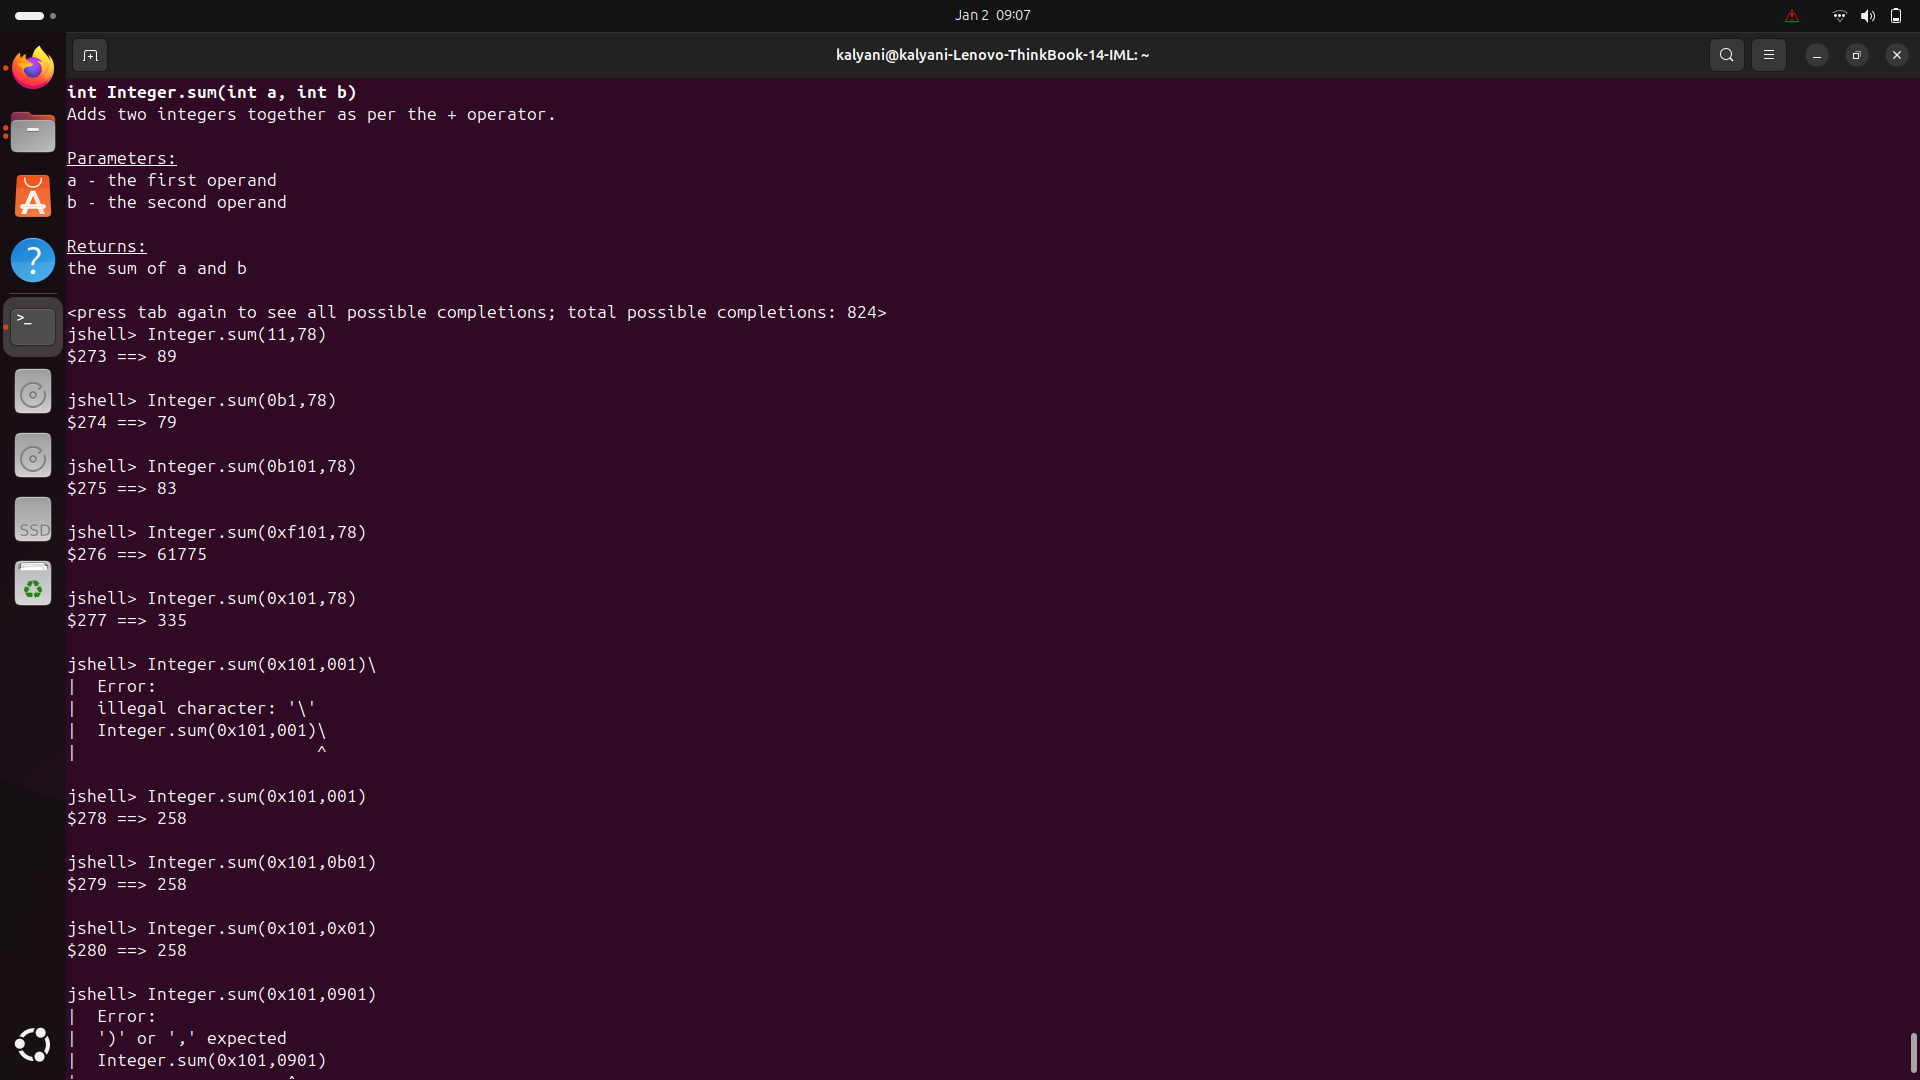 Jan 2 09:07
kalyani@kalyani-Lenovo-ThinkBook-14-IML: ~
int Integer.sum(int a, int b)
Adds two integers together as per the + operator.
Parameters:
a - the first operand
b - the second operand
Returns:
the sum of a and b
<press tab again to see all possible completions; total possible completions: 824>
jshell> Integer.sum(11,78)
$273 ==> 89
jshell> Integer.sum(0b1,78)
$274 ==> 79
jshell> Integer.sum(0b101,78)
$275 ==> 83
jshell> Integer.sum(0xf101,78)
$276 ==> 61775
jshell> Integer.sum(0x101,78)
$277 ==> 335
jshell> Integer.sum(0x101,001)\
|  Error:
|  illegal character: '\'
|  Integer.sum(0x101,001)\
|                        ^
jshell> Integer.sum(0x101,001)
$278 ==> 258
jshell> Integer.sum(0x101,0b01)
$279 ==> 258
jshell> Integer.sum(0x101,0x01)
$280 ==> 258
jshell> Integer.sum(0x101,0901)
|  Error:
|  ')' or ',' expected
|  Integer.sum(0x101,0901)
|                     ^
SSD